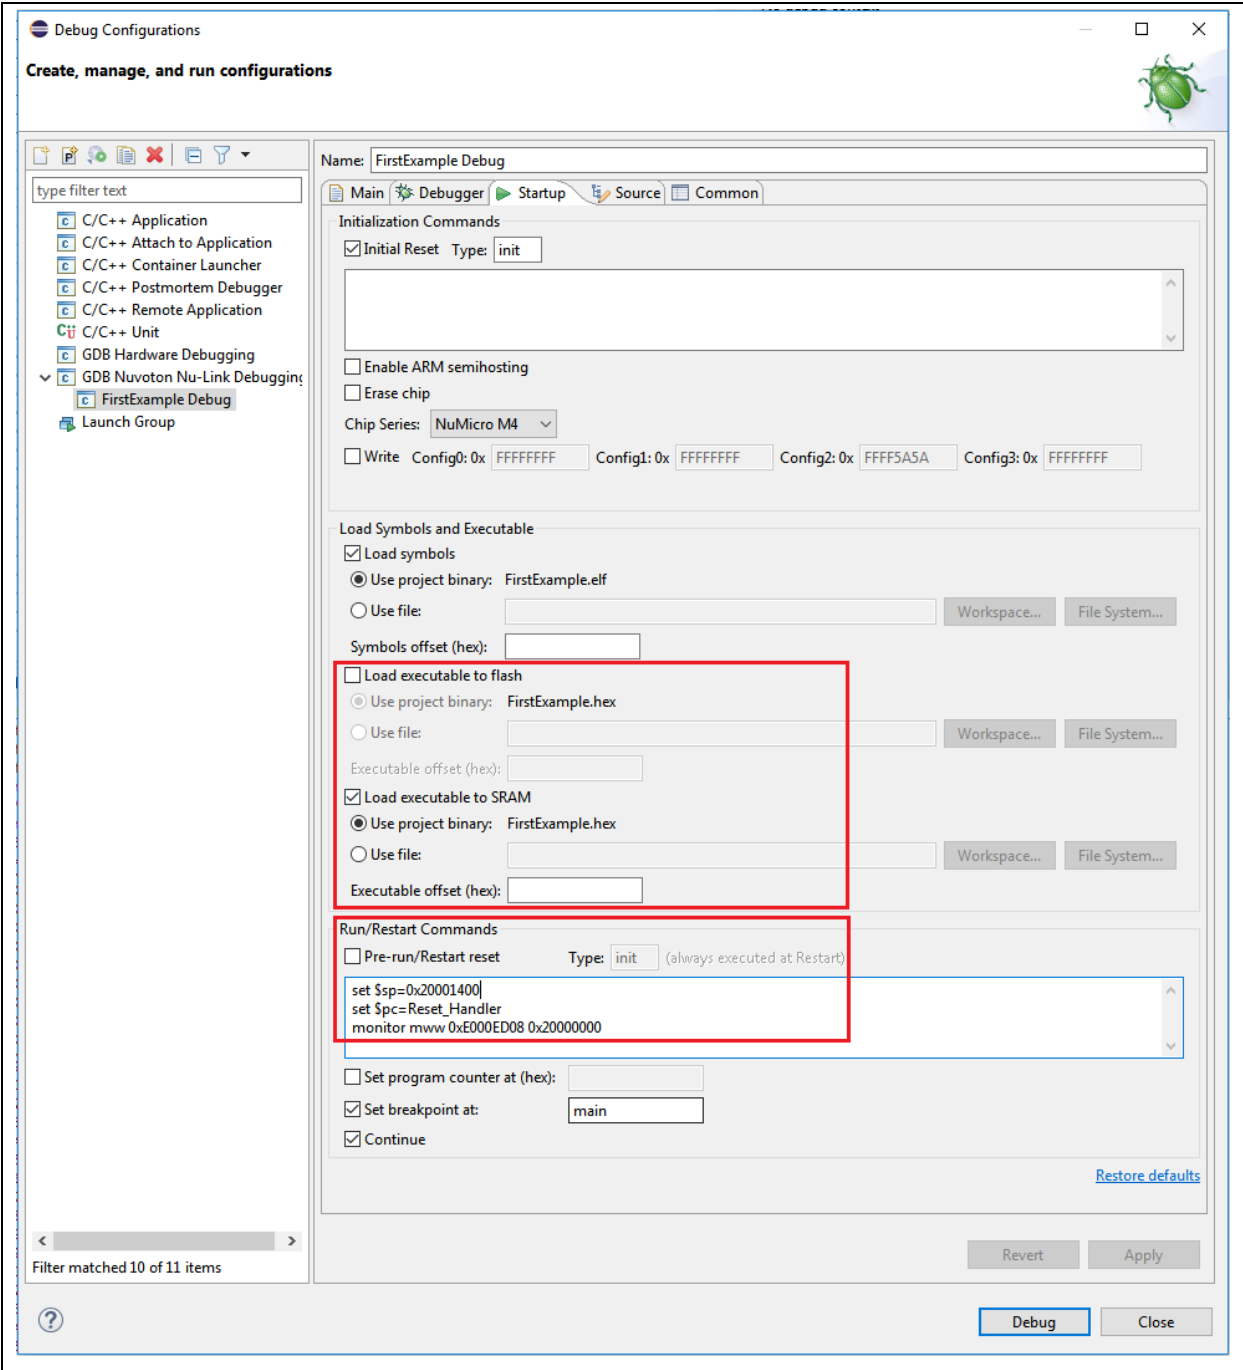 Debug Configurations
Create, manage, and run configurations
type filter text
C/C++ Application
C/C++ Attach to Application
C/C++ Container Launcher
C/C++ Postmortem Debugger
C/C++ Remote Application
C/C++ Unit
GDB Hardware Debugging
GDB Nuvoton Nu-Link Debugging
FirstExample Debug
Launch Group
Filter matched 10 of 11 items
Name: FirstExample Debug
Main Debugger Startup Source Common
Initialization Commands
Initial Reset Type: init
Enable ARM semihosting
Erase chip
Chip Series: NuMicro M4
Write Config0: 0x FFFFFFFF Config1: 0x FFFFFFFF Config2: 0x FFFF5A5A Config3: 0x FFFFFFFF
Load Symbols and Executable
Load symbols
Use project binary: FirstExample.elf
Use file: Workspace... File System...
Symbols offset (hex):
Load executable to flash
Use project binary: FirstExample.hex
Use file: Workspace... File System...
Executable offset (hex):
Load executable to SRAM
Use project binary: FirstExample.hex
Use file: Workspace... File System...
Executable offset (hex):
Run/Restart Commands
Pre-run/Restart reset Type: init (always executed at Restart)
set $sp=0x20001400
set $pc=Reset_Handler
monitor mww 0xE000ED08 0x20000000
Set program counter at (hex):
Set breakpoint at: main
Continue
Restore defaults
Revert Apply
Debug Close